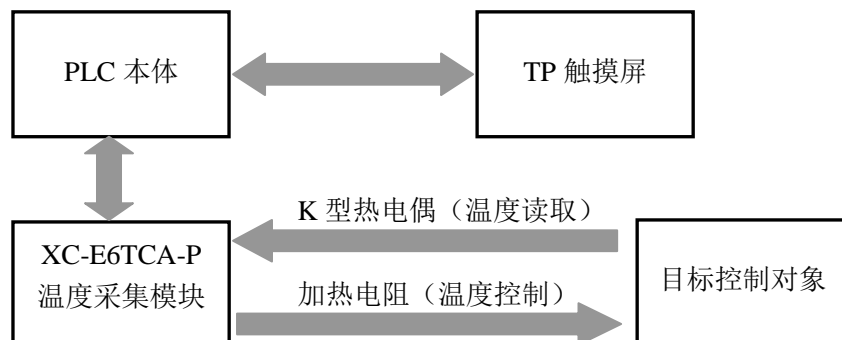 PLC 本体
TP 触摸屏
K 型热电偶（温度读取）
XC-E6TCA-P
温度采集模块
加热电阻（温度控制）
目标控制对象